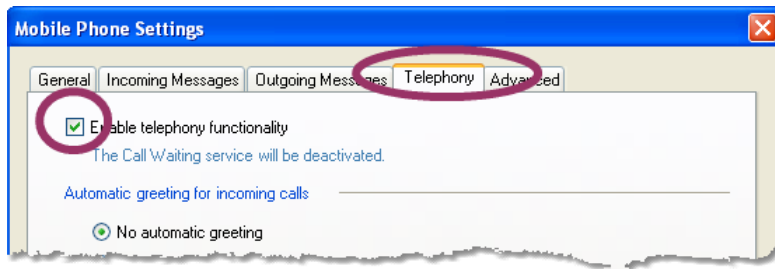 Mobile Phone Settings
General Incoming Messages Outgoing Messages Telephony Advanced
Enable telephony functionality
The Call Waiting service will be deactivated.
Automatic greeting for incoming calls
No automatic greeting